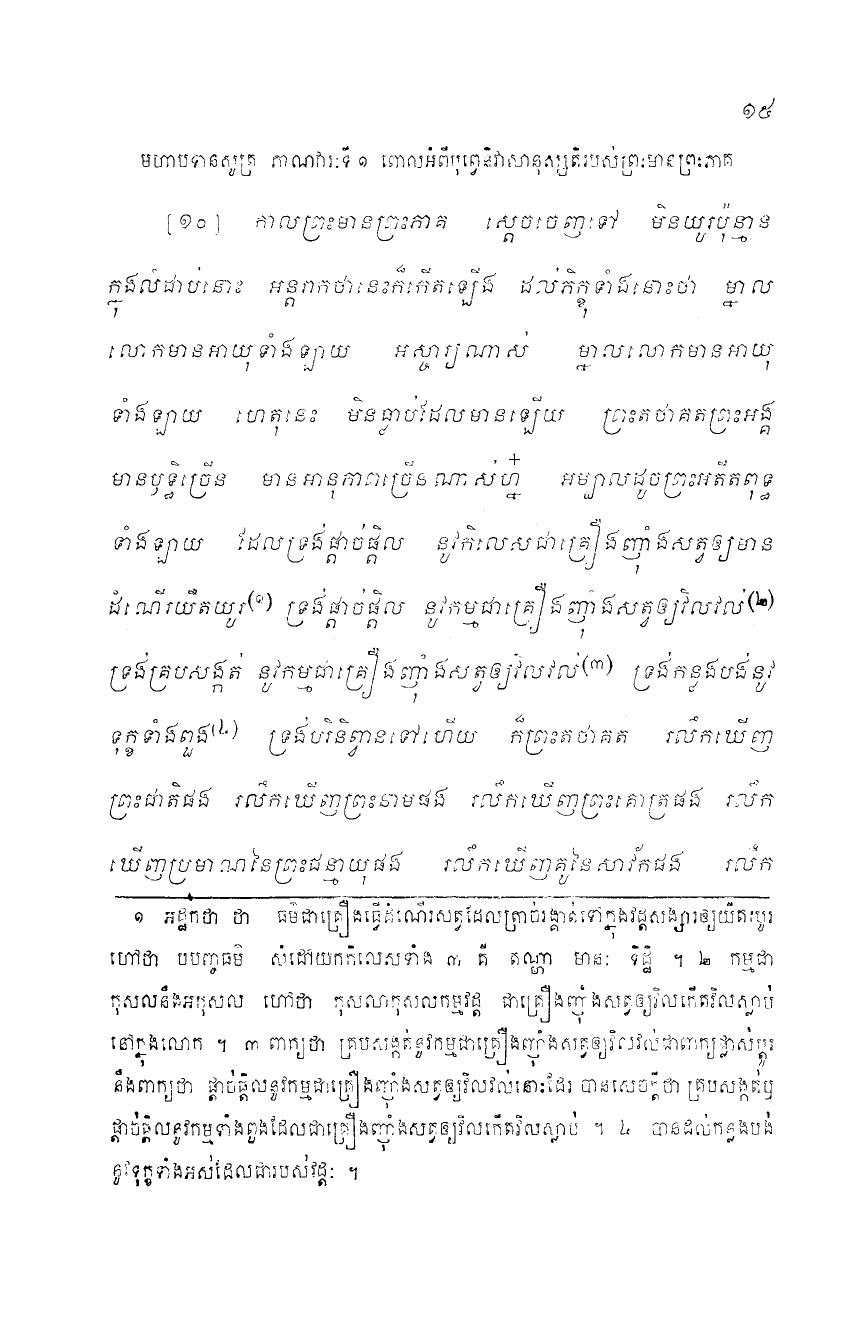 ១៥
មហាបទានសូត្រ ភាណវារៈទី ១ ពោលអំពីបុព្វេនិវាសានុស្សតិរបស់ព្រះមានព្រះភាគ
[១០] កាលព្រះមានព្រះភាគ ស្តេចចេញទៅ មិនយូរប៉ុន្មាន
ក្នុងលំដាប់នោះ អន្តរាកថានេះក៏កើតឡើង ដល់ភិក្ខុទាំងនោះថា ម្នាល
លោកមានអាយុទាំងឡាយ អស្ចារ្យណាស់ ម្នាលលោកមានអាយុ
ទាំងឡាយ ហេតុនេះ មិនធ្លាប់ដែលមានឡើយ ព្រះតថាគតព្រះអង្គ
មានឫទ្ធិច្រើន មានអានុភាពច្រើនណាស់ហ្ន៎ អម្បាលដូចព្រះអតីតពុទ្ធ
ទាំងឡាយ ដែលទ្រង់ផ្តាច់ផ្តិល នូវកិលេសជាគ្រឿងញ៉ាំងសត្វឲ្យមាន
ដំណើរយឺតយូរ(១) ទ្រង់ផ្តាច់ផ្តិល នូវកម្មជាគ្រឿងញ៉ាំងសត្វឲ្យវិលវល់(២)
ទ្រង់គ្របសង្កត់ នូវកម្មជាគ្រឿងញ៉ាំងសត្វឲ្យវិលវល់(៣) ទ្រង់កន្លងបង់នូវ
ទុក្ខទាំងពួង(៤) ទ្រង់បរិនិព្វានទៅហើយ ក៏ព្រះតថាគត រលឹកឃើញ
ព្រះជាតិផង រលឹកឃើញព្រះនាមផង រលឹកឃើញព្រះគោត្រផង រលឹក
ឃើញប្រមាណនៃព្រះជន្មាយុផង រលឹកឃើញគូនៃសាវ័កផង រលឹក
១ អដ្ឋកថា ថា ធម៌ជាគ្រឿងធ្វើដំណើរសត្វដែលត្រាច់រង្គាត់ទៅក្នុងវដ្តសង្សារឲ្យយឺតយូរ
ហៅថា បបញ្ចធម៌ សំដៅយកកិលេសទាំង ៣ គឺ តណ្ហា មានៈ ទិដ្ឋិ ។ ២ កម្មជា
កុសលនឹងអកុសល ហៅថា កុសលាកុសលកម្មវដ្ត ជាគ្រឿងញ៉ាំងសត្វឲ្យវិលកើតវិលស្លាប់
នៅក្នុងលោក ។ ៣ ពាក្យថា គ្របសង្កត់នូវកម្មជាគ្រឿងញ៉ាំងសត្វឲ្យវិលវល់ជាពាក្យផ្លាស់ប្តូរ
នឹងពាក្យថា ផ្តាច់ផ្តិលនូវកម្មជាគ្រឿងញ៉ាំងសត្វឲ្យវិលវល់នោះដែរ បានសេចក្តីថា គ្របសង្កត់ឬ
ផ្តាច់ផ្តិលនូវកម្មទាំងពួងដែលជាគ្រឿងញ៉ាំងសត្វឲ្យវិលកើតវិលស្លាប់ ។ ៤ បានដល់កន្លងបង់
នូវទុក្ខទាំងអស់ដែលជារបស់វដ្តៈ ។